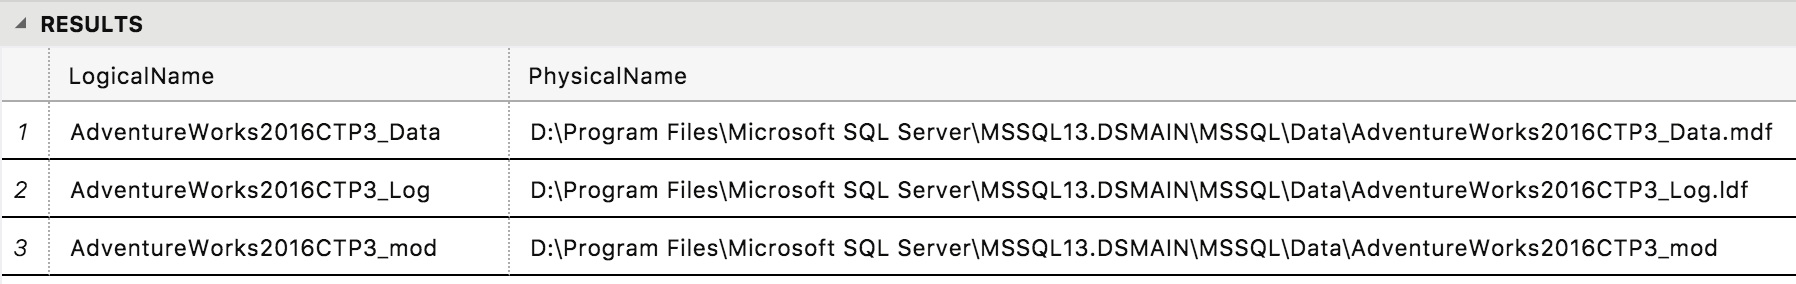 RESULTS
LogicalName PhysicalName
1 AdventureWorks2016CTP3_Data D:\Program Files\Microsoft SQL Server\MSSQL13.DSMAIN\MSSQL\Data\AdventureWorks2016CTP3_Data.mdf
2 AdventureWorks2016CTP3_Log D:\Program Files\Microsoft SQL Server\MSSQL13.DSMAIN\MSSQL\Data\AdventureWorks2016CTP3_Log.ldf
3 AdventureWorks2016CTP3_mod D:\Program Files\Microsoft SQL Server\MSSQL13.DSMAIN\MSSQL\Data\AdventureWorks2016CTP3_mod